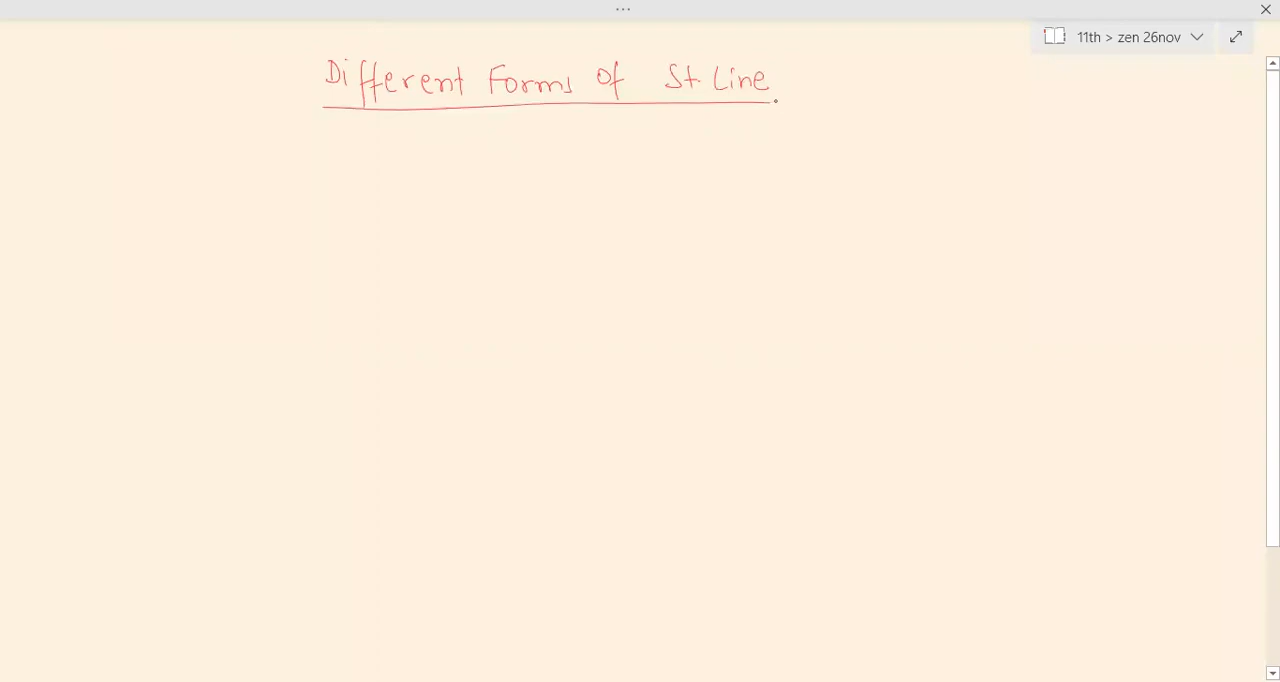 ...
11th > zen 26nov
Different Forms of St. Line